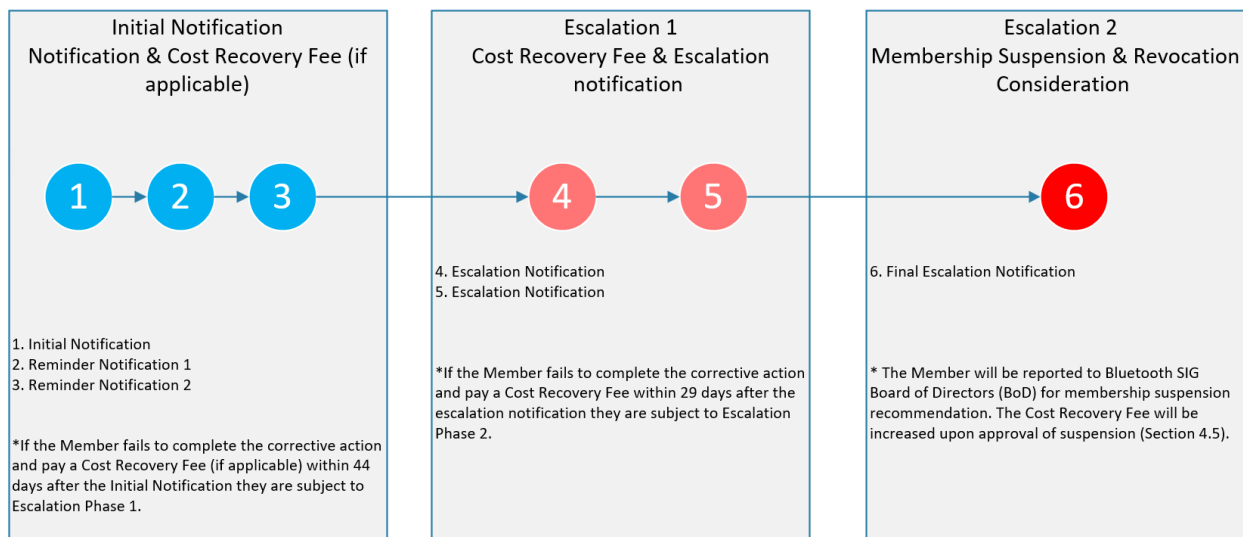 Initial Notification
Notification & Cost Recovery Fee (if
applicable)
1
2
3
1. Initial Notification
2. Reminder Notification 1
3. Reminder Notification 2
*If the Member fails to complete the corrective action
and pay a Cost Recovery Fee (if applicable) within 44
days after the Initial Notification they are subject to
Escalation Phase 1.
Escalation 1
Cost Recovery Fee & Escalation
notification
4
5
4. Escalation Notification
5. Escalation Notification
*If the Member fails to complete the corrective action
and pay a Cost Recovery Fee within 29 days after the
escalation notification they are subject to Escalation
Phase 2.
Escalation 2
Membership Suspension & Revocation
Consideration
6
6. Final Escalation Notification
* The Member will be reported to Bluetooth SIG
Board of Directors (BoD) for membership suspension
recommendation. The Cost Recovery Fee will be
increased upon approval of suspension (Section 4.5).